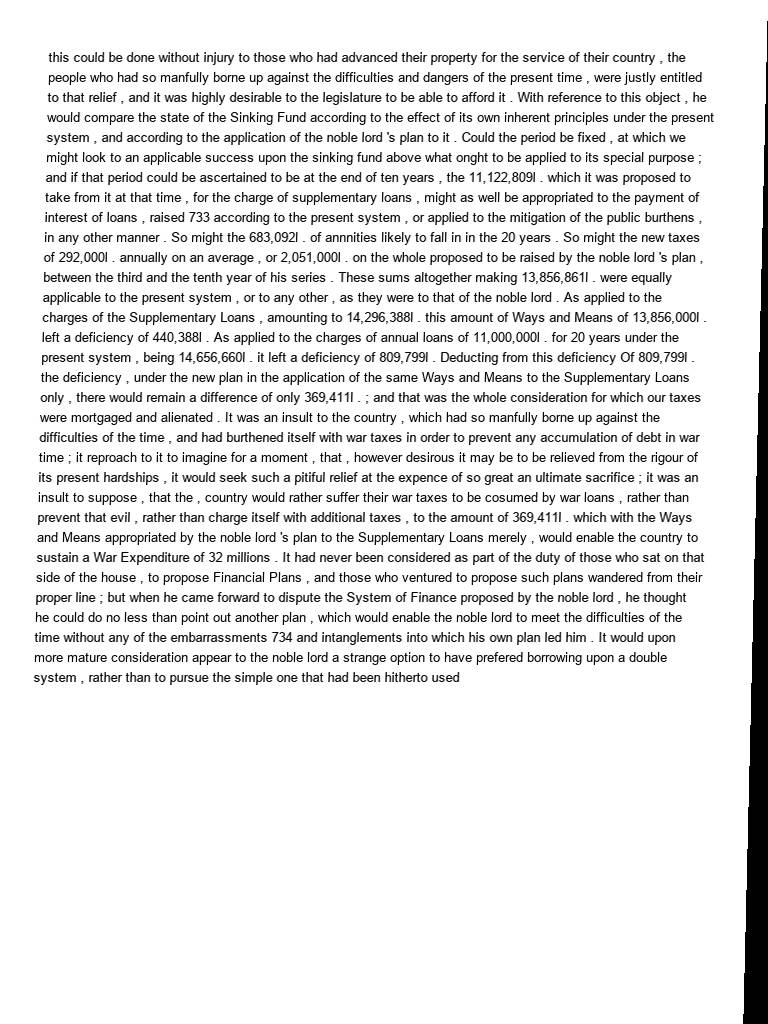 this could be done without injury to those who had advanced their property for the service of their country , the
people who had so manfully borne up against the difficulties and dangers of the present time , were justly entitled
to that relief , and it was highly desirable to the legislature to be able to afford it . With reference to this object , he
would compare the state of the Sinking Fund according to the effect of its own inherent principles under the present
system , and according to the application of the noble lord 's plan to it . Could the period be fixed , at which we
might look to an applicable success upon the sinking fund above what onght to be applied to its special purpose ;
and if that period could be ascertained to be at the end of ten years , the 11,122,809l . which it was proposed to
take from it at that time , for the charge of supplementary loans , might as well be appropriated to the payment of
interest of loans , raised 733 according to the present system , or applied to the mitigation of the public burthens ,
in any other manner . So might the 683,092l . of annnities likely to fall in in the 20 years . So might the new taxes
of 292,000l . annually on an average , or 2,051,000l . on the whole proposed to be raised by the noble lord 's plan ,
between the third and the tenth year of his series . These sums altogether making 13,856,861l . were equally
applicable to the present system , or to any other , as they were to that of the noble lord . As applied to the
charges of the Supplementary Loans , amounting to 14,296,388l . this amount of Ways and Means of 13,856,000l .
left a deficiency of 440,388l . As applied to the charges of annual loans of 11,000,000l . for 20 years under the
present system , being 14,656,660l . it left a deficiency of 809,799l . Deducting from this deficiency Of 809,799l .
the deficiency , under the new plan in the application of the same Ways and Means to the Supplementary Loans
only , there would remain a difference of only 369,411l . ; and that was the whole consideration for which our taxes
were mortgaged and alienated . It was an insult to the country , which had so manfully borne up against the
difficulties of the time , and had burthened itself with war taxes in order to prevent any accumulation of debt in war
time ; it reproach to it to imagine for a moment , that , however desirous it may be to be relieved from the rigour of
its present hardships , it would seek such a pitiful relief at the expence of so great an ultimate sacrifice ; it was an
insult to suppose , that the , country would rather suffer their war taxes to be cosumed by war loans , rather than
prevent that evil , rather than charge itself with additional taxes , to the amount of 369,411l . which with the Ways
and Means appropriated by the noble lord 's plan to the Supplementary Loans merely , would enable the country to
sustain a War Expenditure of 32 millions . It had never been considered as part of the duty of those who sat on that
side of the house , to propose Financial Plans , and those who ventured to propose such plans wandered from their
proper line ; but when he came forward to dispute the System of Finance proposed by the noble lord , he thought
he could do no less than point out another plan , which would enable the noble lord to meet the difficulties of the
time without any of the embarrassments 734 and intanglements into which his own plan led him . It would upon
more mature consideration appear to the noble lord a strange option to have prefered borrowing upon a double
system , rather than to pursue the simple one that had been hitherto used